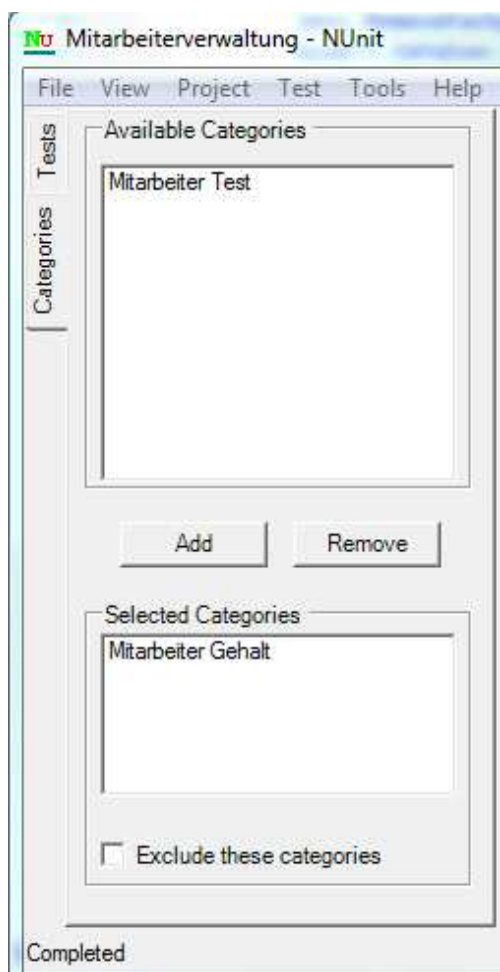 NU Mitarbeiterverwaltung - NUnit
File View Project Test Tools Help
Tests
Categories
Available Categories
Mitarbeiter Test
Add Remove
Selected Categories
Mitarbeiter Gehalt
Exclude these categories
Completed